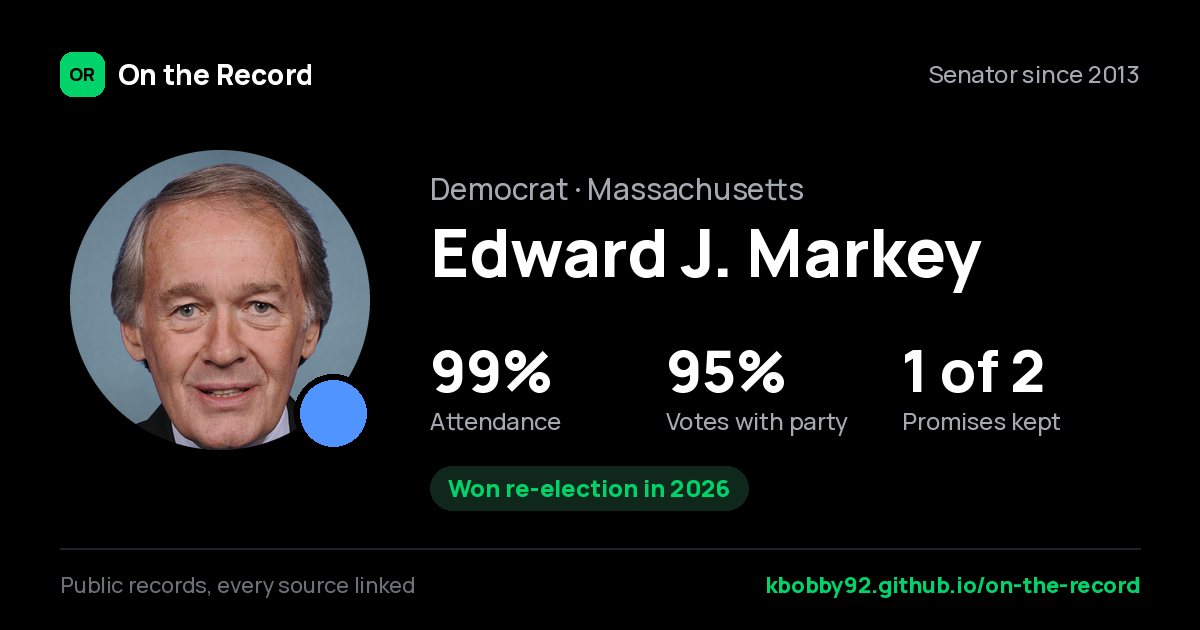 OR
On the Record
Senator since 2013
Democrat · Massachusetts
Edward J. Markey
99%
Attendance
95%
Votes with party
1 of 2
Promises kept
Won re-election in 2026
Public records, every source linked
kbobby92.github.io/on-the-record